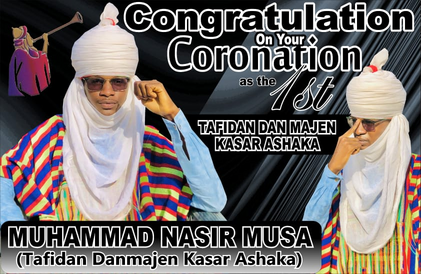 Congratulation
On Your
Coronation
as the 1st
TAFIDAN DAN MAJEN
KASAR ASHAKA
MUHAMMAD NASIR MUSA
(Tafidan Danmajen Kasar Ashaka)